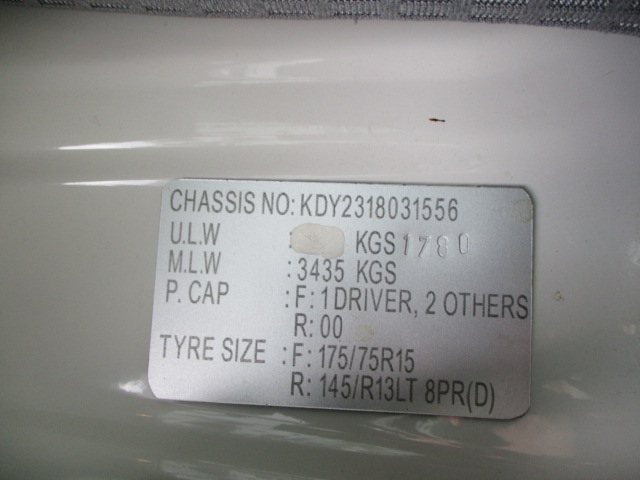 CHASSIS NO: KDY2318031556
U.L.W : KGS 1780
M.L.W : 3435 KGS
P. CAP : F: 1 DRIVER, 2 OTHERS
R: 00
TYRE SIZE : F: 175/75R15
R: 145/R13LT 8PR(D)